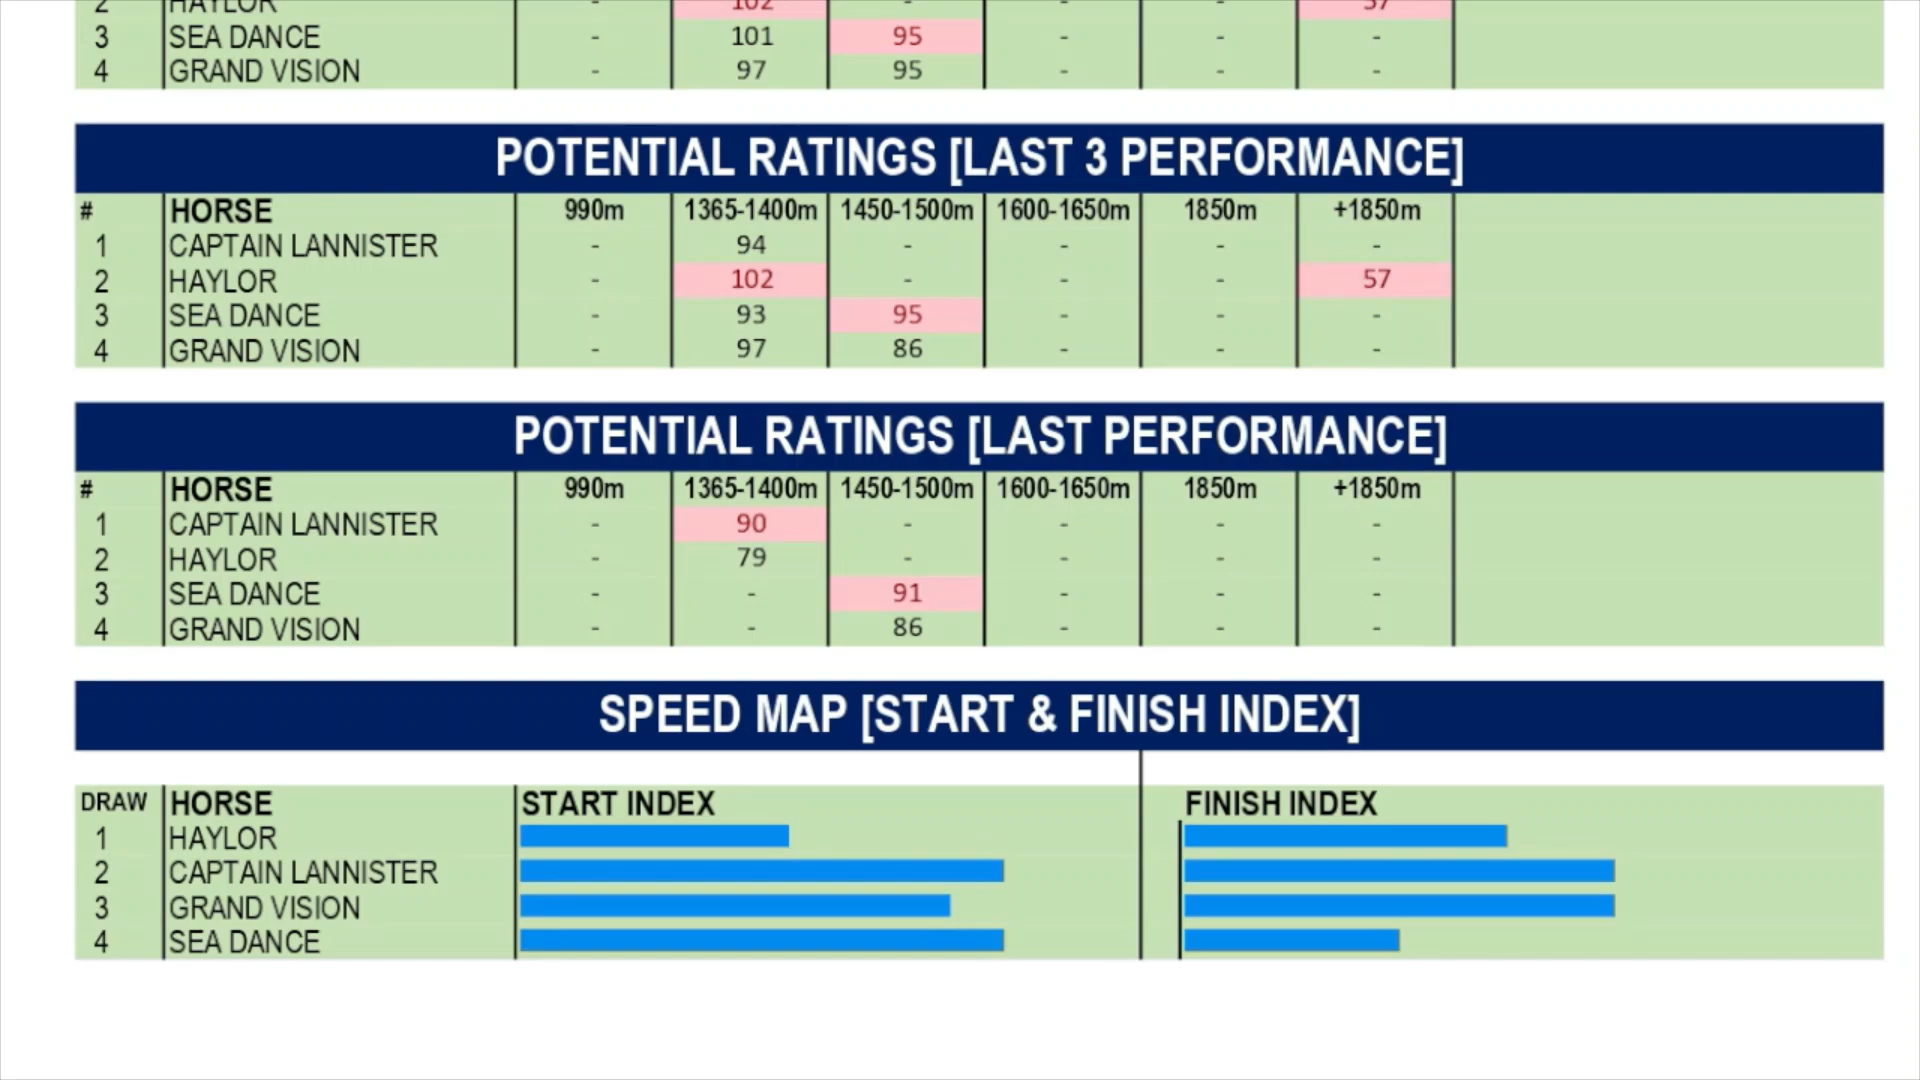 2 HAYLOR - 102 - - - 57
3 SEA DANCE - 101 95 - - -
4 GRAND VISION - 97 95 - - -
POTENTIAL RATINGS [LAST 3 PERFORMANCE]
# HORSE 990m 1365-1400m 1450-1500m 1600-1650m 1850m +1850m
1 CAPTAIN LANNISTER - 94 - - - -
2 HAYLOR - 102 - - - 57
3 SEA DANCE - 93 95 - - -
4 GRAND VISION - 97 86 - - -
POTENTIAL RATINGS [LAST PERFORMANCE]
# HORSE 990m 1365-1400m 1450-1500m 1600-1650m 1850m +1850m
1 CAPTAIN LANNISTER - 90 - - - -
2 HAYLOR - 79 - - - -
3 SEA DANCE - - 91 - - -
4 GRAND VISION - - 86 - - -
SPEED MAP [START & FINISH INDEX]
DRAW HORSE START INDEX FINISH INDEX
1 HAYLOR
2 CAPTAIN LANNISTER
3 GRAND VISION
4 SEA DANCE